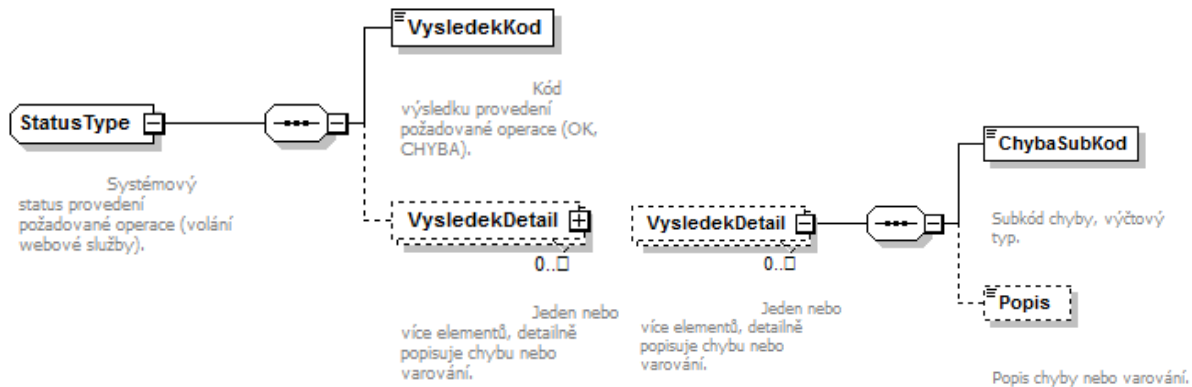 VysledekKod
Kód
výsledku provedení
požadované operace (OK,
CHYBA).
StatusType
Systémový
status provedení
požadované operace (volání
webové služby).
VysledekDetail
0..□
Jeden nebo
více elementů, detailně
popisuje chybu nebo
varování.
VysledekDetail
0..□
Jeden nebo
více elementů, detailně
popisuje chybu nebo
varování.
ChybaSubKod
Subkód chyby, výčtový
typ.
Popis
Popis chyby nebo varování.